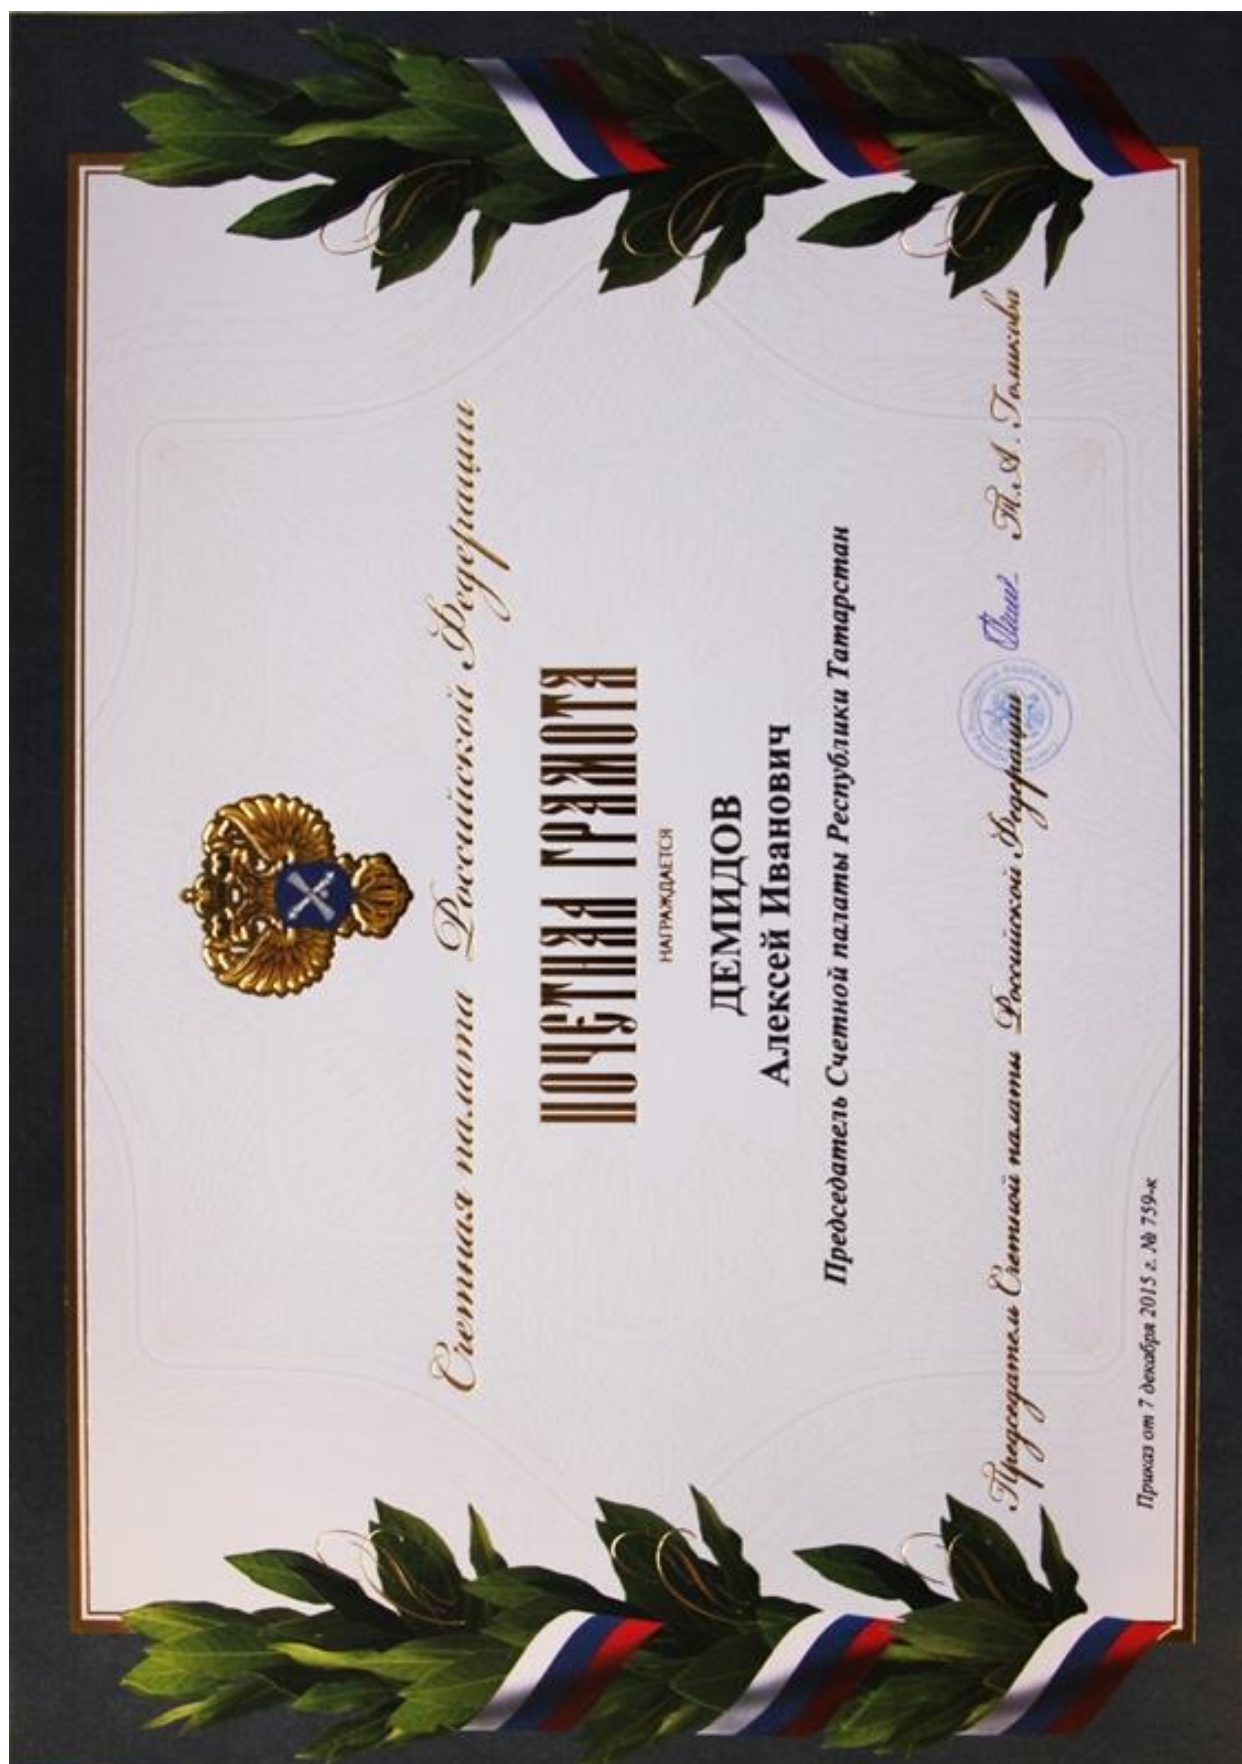 Счетная палата Российской Федерации
ПОЧЕТНАЯ ГРАМОТА
НАГРАЖДАЕТСЯ
ДЕМИДОВ
Алексей Иванович
Председатель Счетной палаты Республики Татарстан
Председатель Счетной палаты Российской Федерации Т.А. Голикова
Приказ от 7 декабря 2015 г. № 759-к